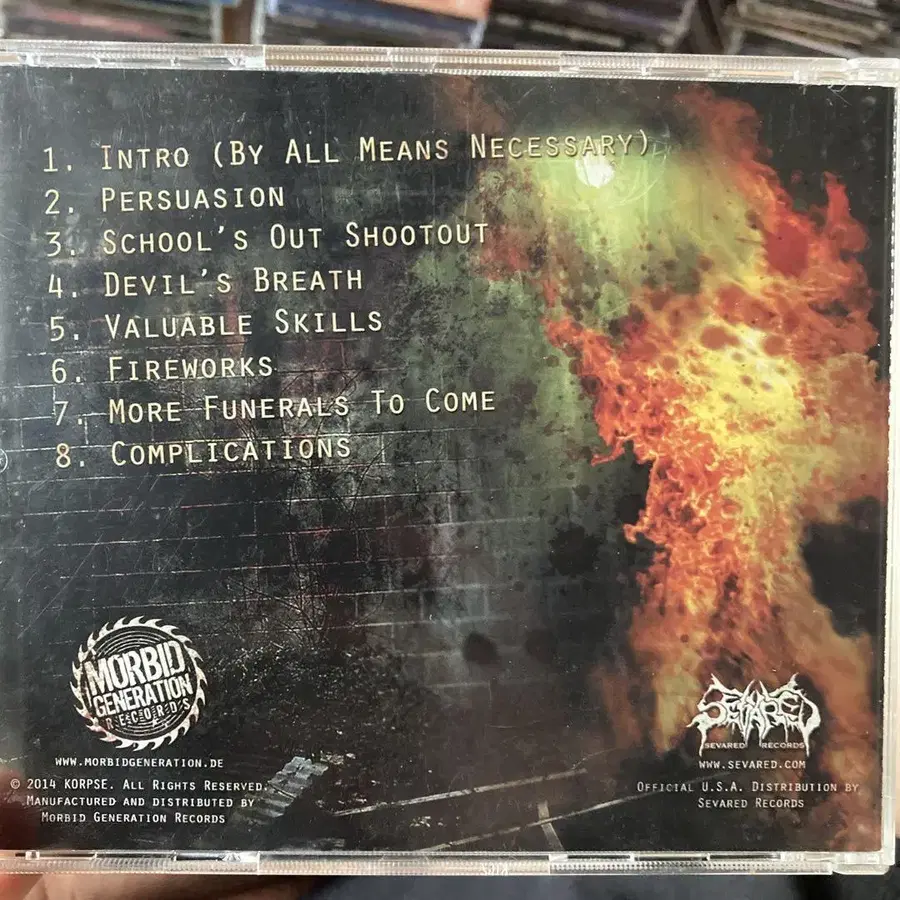 1. INTRO (BY ALL MEANS NECESSARY)
2. PERSUASION
3. SCHOOL'S OUT SHOOTOUT
4. DEVIL'S BREATH
5. VALUABLE SKILLS
6. FIREWORKS
7. MORE FUNERALS TO COME
8. COMPLICATIONS
MORBID
GENERATION
RECORDS
WWW.MORBIDGENERATION.DE
© 2014 KORPSE. ALL RIGHTS RESERVED.
MANUFACTURED AND DISTRIBUTED BY
MORBID GENERATION RECORDS
SEVARED
SEVARED RECORDS
WWW.SEVARED.COM
OFFICIAL U.S.A. DISTRIBUTION BY
SEVARED RECORDS